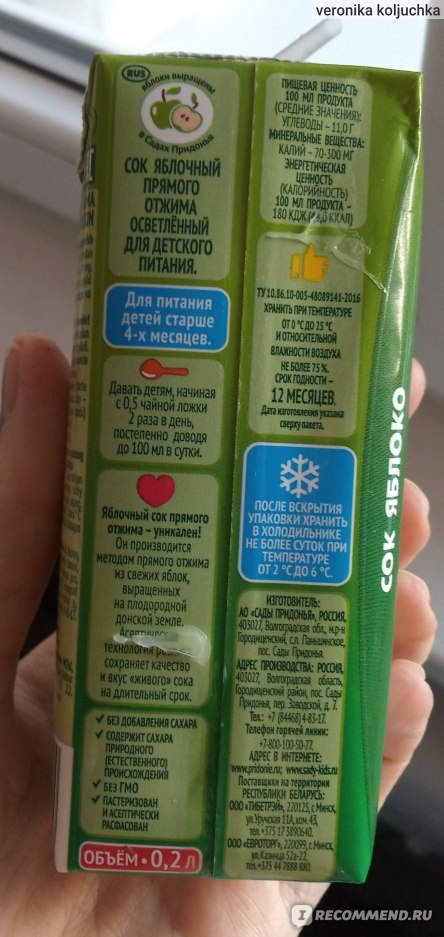 veronika koljuchka
RUS
яблоки выращены
в Садах Придонья
СОК ЯБЛОЧНЫЙ
ПРЯМОГО
ОТЖИМА
ОСВЕТЛЁННЫЙ
ДЛЯ ДЕТСКОГО
ПИТАНИЯ.
Для питания
детей старше
4-х месяцев.
Давать детям, начиная
с 0,5 чайной ложки
2 раза в день,
постепенно доводя
до 100 мл в сутки.
Яблочный сок прямого
отжима – уникален!
Он производится
методом прямого отжима
из свежих яблок,
выращенных
на плодородной
донской земле.
технология
сохраняет качество
и вкус «живого» сока
на длительный срок.
БЕЗ ДОБАВЛЕНИЯ САХАРА
СОДЕРЖИТ САХАРА
ПРИРОДНОГО
(ЕСТЕСТВЕННОГО)
ПРОИСХОЖДЕНИЯ
БЕЗ ГМО
ПАСТЕРИЗОВАН
И АСЕПТИЧЕСКИ
РАСФАСОВАН
ОБЪЁМ • 0,2 л
ПИЩЕВАЯ ЦЕННОСТЬ
100 МЛ ПРОДУКТА
(СРЕДНИЕ ЗНАЧЕНИЯ):
УГЛЕВОДЫ – 11,0 Г
МИНЕРАЛЬНЫЕ ВЕЩЕСТВА:
КАЛИЙ – 70-300 МГ
ЭНЕРГЕТИЧЕСКАЯ
ЦЕННОСТЬ
(КАЛОРИЙНОСТЬ)
100 МЛ ПРОДУКТА –
180 КДЖ (44,0 ККАЛ)
ТУ 10.86.10-005-48089141-2016
ХРАНИТЬ ПРИ ТЕМПЕРАТУРЕ
ОТ 0 °С ДО 25 °С
И ОТНОСИТЕЛЬНОЙ
ВЛАЖНОСТИ ВОЗДУХА
НЕ БОЛЕЕ 75 %.
СРОК ГОДНОСТИ –
12 МЕСЯЦЕВ.
Дата изготовления указана
сверху пакета.
ПОСЛЕ ВСКРЫТИЯ
УПАКОВКИ ХРАНИТЬ
В ХОЛОДИЛЬНИКЕ
НЕ БОЛЕЕ СУТОК ПРИ
ТЕМПЕРАТУРЕ
ОТ 2 °С ДО 6 °С.
ИЗГОТОВИТЕЛЬ:
АО «САДЫ ПРИДОНЬЯ», РОССИЯ,
403027, Волгоградская обл., м.р-н
Городищенский, с.п. Паньшинское,
пос. Сады Придонья.
АДРЕС ПРОИЗВОДСТВА: РОССИЯ,
403027, Волгоградская область,
Городищенский район, пос. Сады
Придонья, пер. Заводской, д. 7.
Тел.: +7 (84468) 4-83-17.
Телефон горячей линии:
+7-800-100-50-77.
АДРЕС В ИНТЕРНЕТЕ:
www.pridonie.ru; www.sady-kids.ru
Поставщики на территории
РЕСПУБЛИКИ БЕЛАРУСЬ:
ООО «ТИБЕТРЭЙ», 220125, г. Минск,
ул. Уручская 11А, ком. 43,
тел. +375 17 3890640.
ООО «ЕВРОТОРГ», 220099, г. Минск,
ул. Казинца 52а-22,
тел.: +375 44 7888 880.
СОК ЯБЛОКО
I RECOMMEND.RU